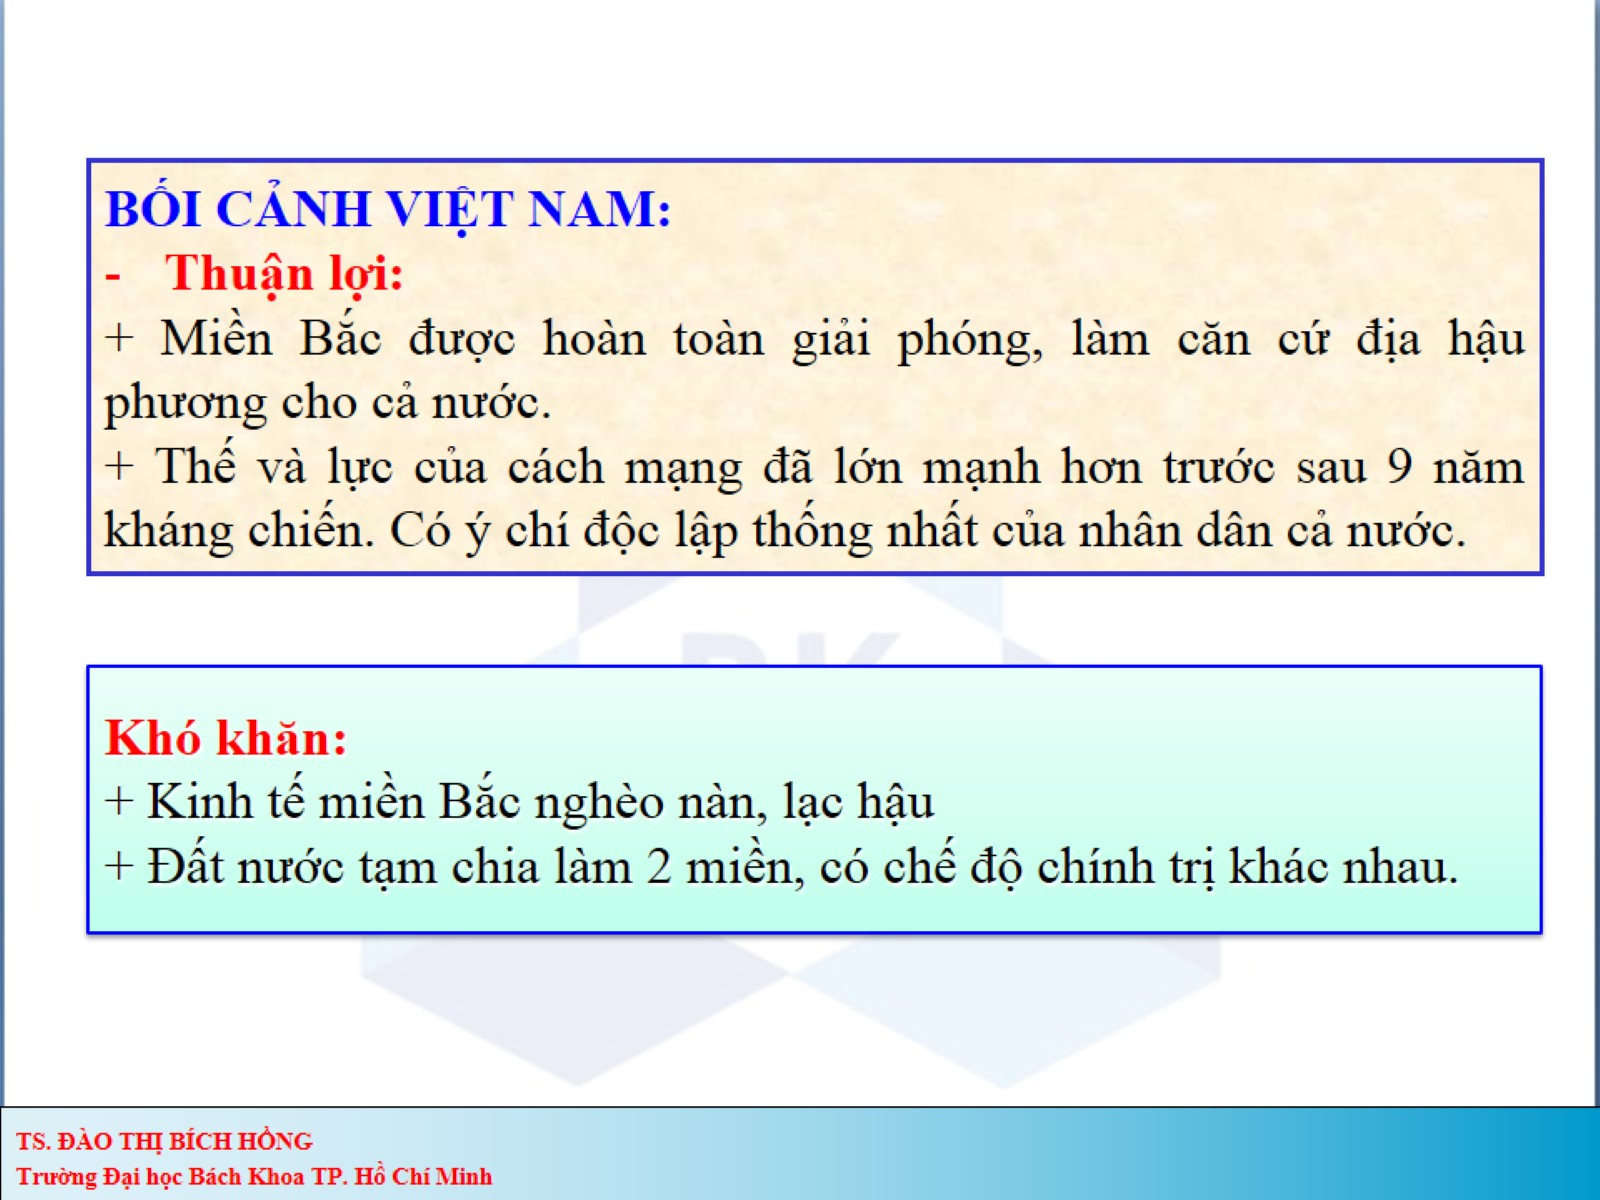 BỐI CẢNH VIỆT NAM:
- Thuận lợi:
+ Miền Bắc được hoàn toàn giải phóng, làm căn cứ địa hậu
phương cho cả nước.
+ Thế và lực của cách mạng đã lớn mạnh hơn trước sau 9 năm
kháng chiến. Có ý chí độc lập thống nhất của nhân dân cả nước.
Khó khăn:
+ Kinh tế miền Bắc nghèo nàn, lạc hậu
+ Đất nước tạm chia làm 2 miền, có chế độ chính trị khác nhau.
TS. ĐÀO THỊ BÍCH HỒNG
Trường Đại học Bách Khoa TP. Hồ Chí Minh